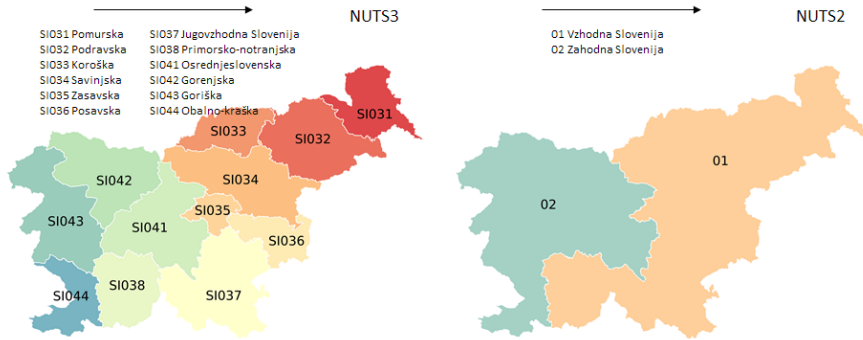 NUTS3
SI031 Pomurska
SI032 Podravska
SI033 Koroška
SI034 Savinjska
SI035 Zasavska
SI036 Posavska
SI037 Jugovzhodna Slovenija
SI038 Primorsko-notranjska
SI041 Osrednjeslovenska
SI042 Gorenjska
SI043 Goriška
SI044 Obalno-kraška
SI031
SI033
SI032
SI042
SI034
SI035
SI043
SI041
SI036
SI038
SI044
SI037
NUTS2
01 Vzhodna Slovenija
02 Zahodna Slovenija
01
02